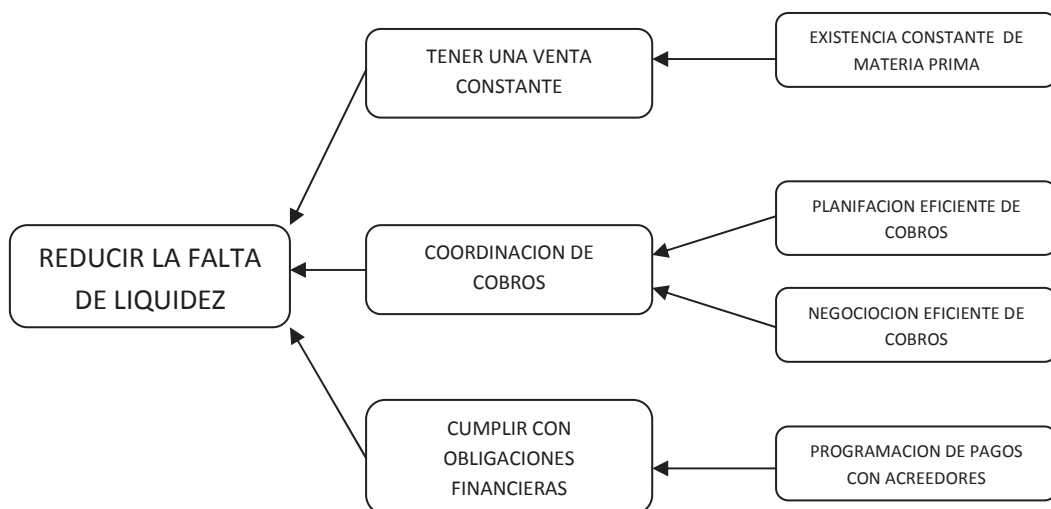 TENER UNA VENTA
CONSTANTE
EXISTENCIA CONSTANTE DE
MATERIA PRIMA
REDUCIR LA FALTA
DE LIQUIDEZ
COORDINACION DE
COBROS
PLANIFACION EFICIENTE DE
COBROS
NEGOCIOCION EFICIENTE DE
COBROS
CUMPLIR CON
OBLIGACIONES
FINANCIERAS
PROGRAMACION DE PAGOS
CON ACREEDORES